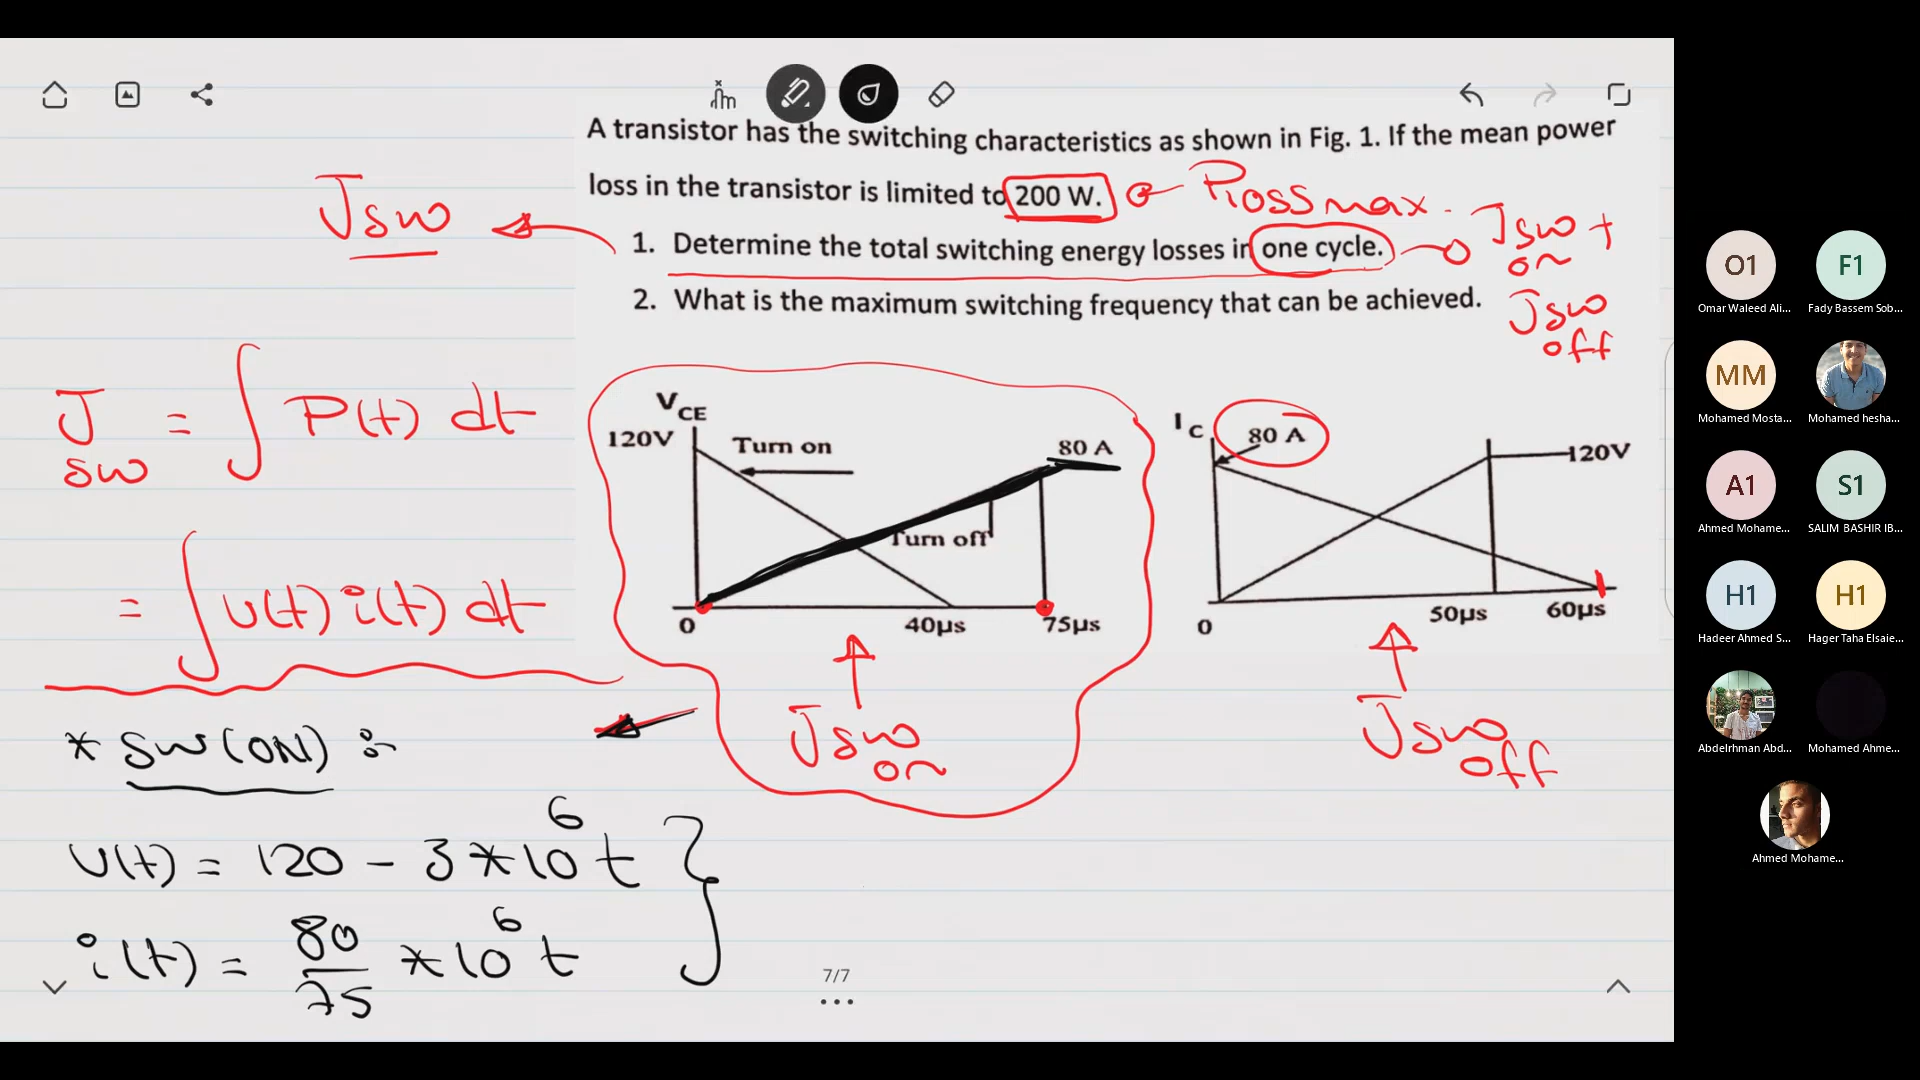 A transistor has the switching characteristics as shown in Fig. 1. If the mean power
loss in the transistor is limited to 200 W. Ploss max.
1. Determine the total switching energy losses in one cycle.
Jsw on +
Jsw off
2. What is the maximum switching frequency that can be achieved.
Jsw
J sw = ∫ P(t) dt
= ∫ v(t) i(t) dt
VCE
120V
Turn on
80 A
Turn off
0
40μs
75μs
Jsw on
IC
80 A
120V
0
50μs
60μs
Jsw off
* SW(ON) :-
v(t) = 120 - 3*10^6 t
i(t) = 80/75 *10^6 t
7/7
O1
Omar Waleed Ali...
F1
Fady Bassem Sob...
MM
Mohamed Mosta...
Mohamed hesha...
A1
Ahmed Mohame...
S1
SALIM BASHIR IB...
H1
Hadeer Ahmed S...
H1
Hager Taha Elsaie...
Abdelrhman Abd...
Mohamed Ahme...
Ahmed Mohame...